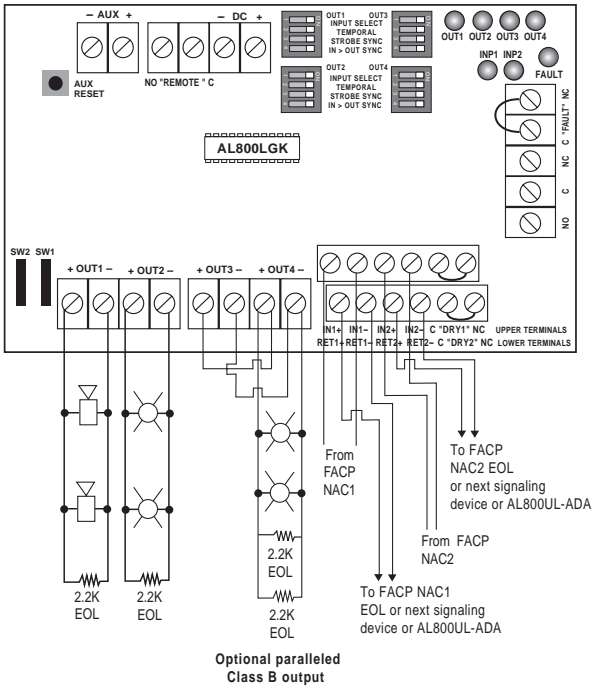 – AUX +
– DC +
NO "REMOTE " C
AUX
RESET
OUT1 OUT3
INPUT SELECT
TEMPORAL
STROBE SYNC
IN > OUT SYNC
ON
ON
OUT2 OUT4
INPUT SELECT
TEMPORAL
STROBE SYNC
IN > OUT SYNC
ON
ON
OUT1 OUT2 OUT3 OUT4
INP1 INP2
FAULT
C "FAULT" NC
NC
C
NO
AL800LGK
SW2 SW1
+ OUT1 –
+ OUT2 –
+ OUT3 –
+ OUT4 –
IN1+ IN1– IN2+ IN2– C "DRY1" NC UPPER TERMINALS
RET1+ RET1– RET2+ RET2– C "DRY2" NC LOWER TERMINALS
From
FACP
NAC1
To FACP
NAC2 EOL
or next signaling
device or AL800UL-ADA
From FACP
NAC2
To FACP NAC1
EOL or next signaling
device or AL800UL-ADA
2.2K
EOL
2.2K
EOL
2.2K
EOL
2.2K
EOL
Optional paralleled
Class B output